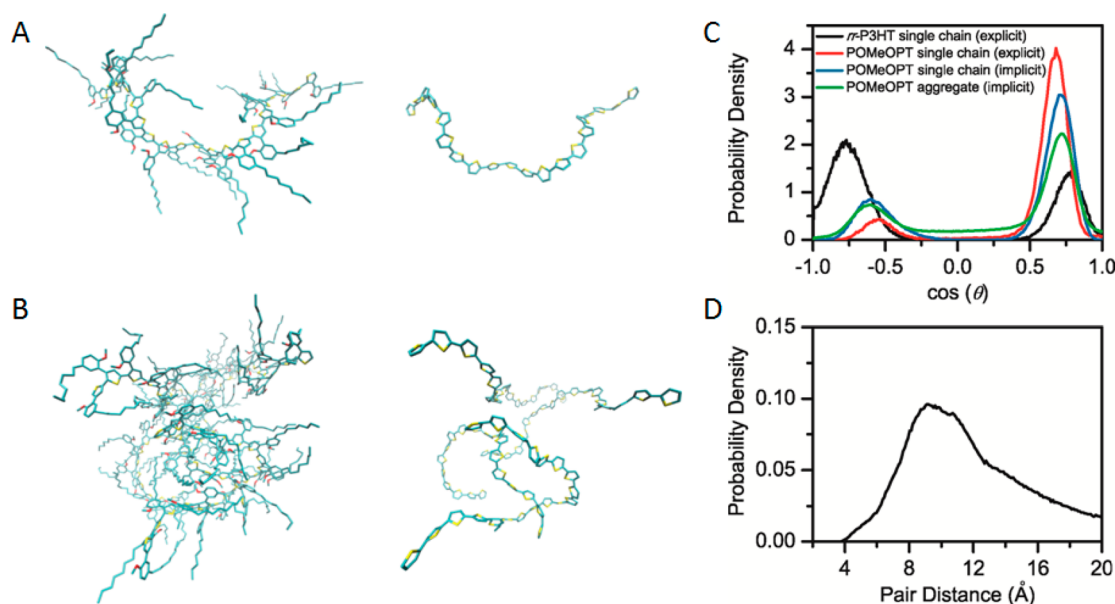 A
B
C
Probability Density
4
3
2
1
0
rr-P3HT single chain (explicit)
POMeOPT single chain (explicit)
POMeOPT single chain (implicit)
POMeOPT aggregate (implicit)
-1.0 -0.5 0.0 0.5 1.0
cos (θ)
D
Probability Density
0.15
0.10
0.05
0.00
4 8 12 16 20
Pair Distance (Å)